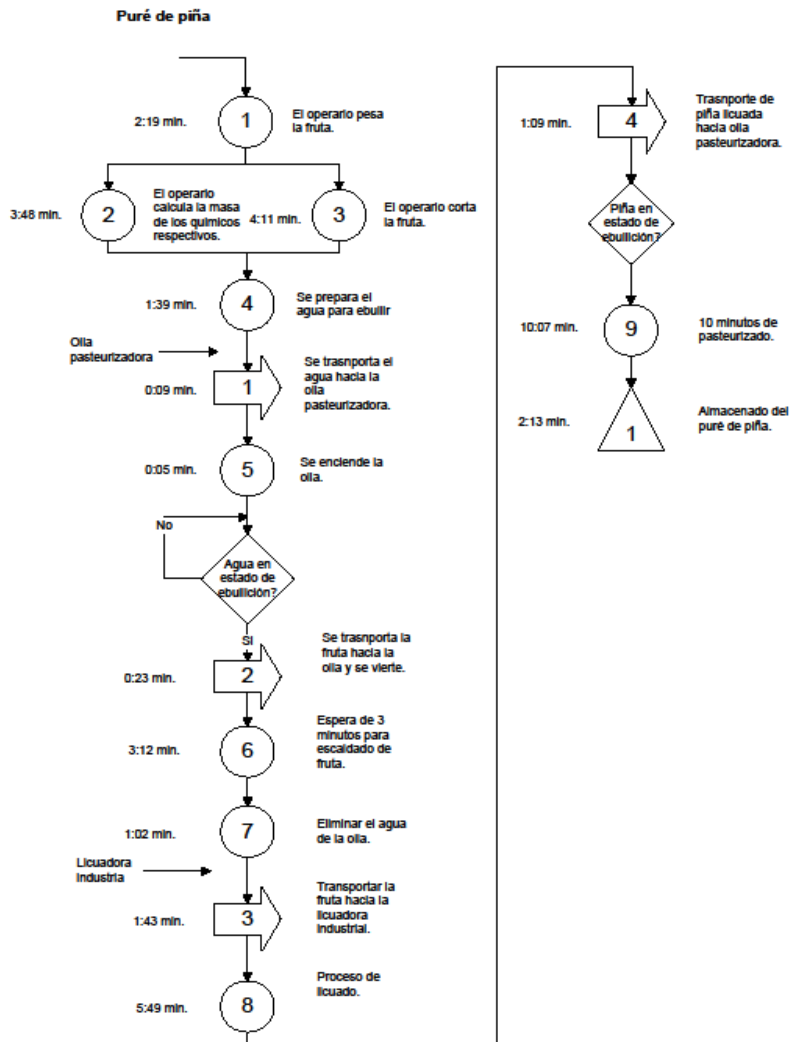 Puré de piña
2:19 min.
1
El operario pesa
la fruta.
3:48 min.
2
El operario
calcula la masa
de los químicos
respectivos.
4:11 min.
3
El operario corta
la fruta.
1:39 min.
4
Se prepara el
agua para ebullir
Olla
pasteurizadora
0:09 min.
1
Se trasnporta el
agua hacia la
olla
pasteurizadora.
0:05 min.
5
Se enciende la
olla.
No
Agua en
estado de
ebullición?
SI
0:23 min.
2
Se trasnporta la
fruta hacia la
olla y se vierte.
3:12 min.
6
Espera de 3
minutos para
escaldado de
fruta.
1:02 min.
7
Eliminar el agua
de la olla.
Licuadora
industria
1:43 min.
3
Transportar la
fruta hacia la
licuadora
industrial.
5:49 min.
8
Proceso de
licuado.
1:09 min.
4
Trasnporte de
piña licuada
hacia olla
pasteurizadora.
Piña en
estado de
ebullición?
10:07 min.
9
10 minutos de
pasteurizado.
2:13 min.
1
Almacenado del
puré de piña.